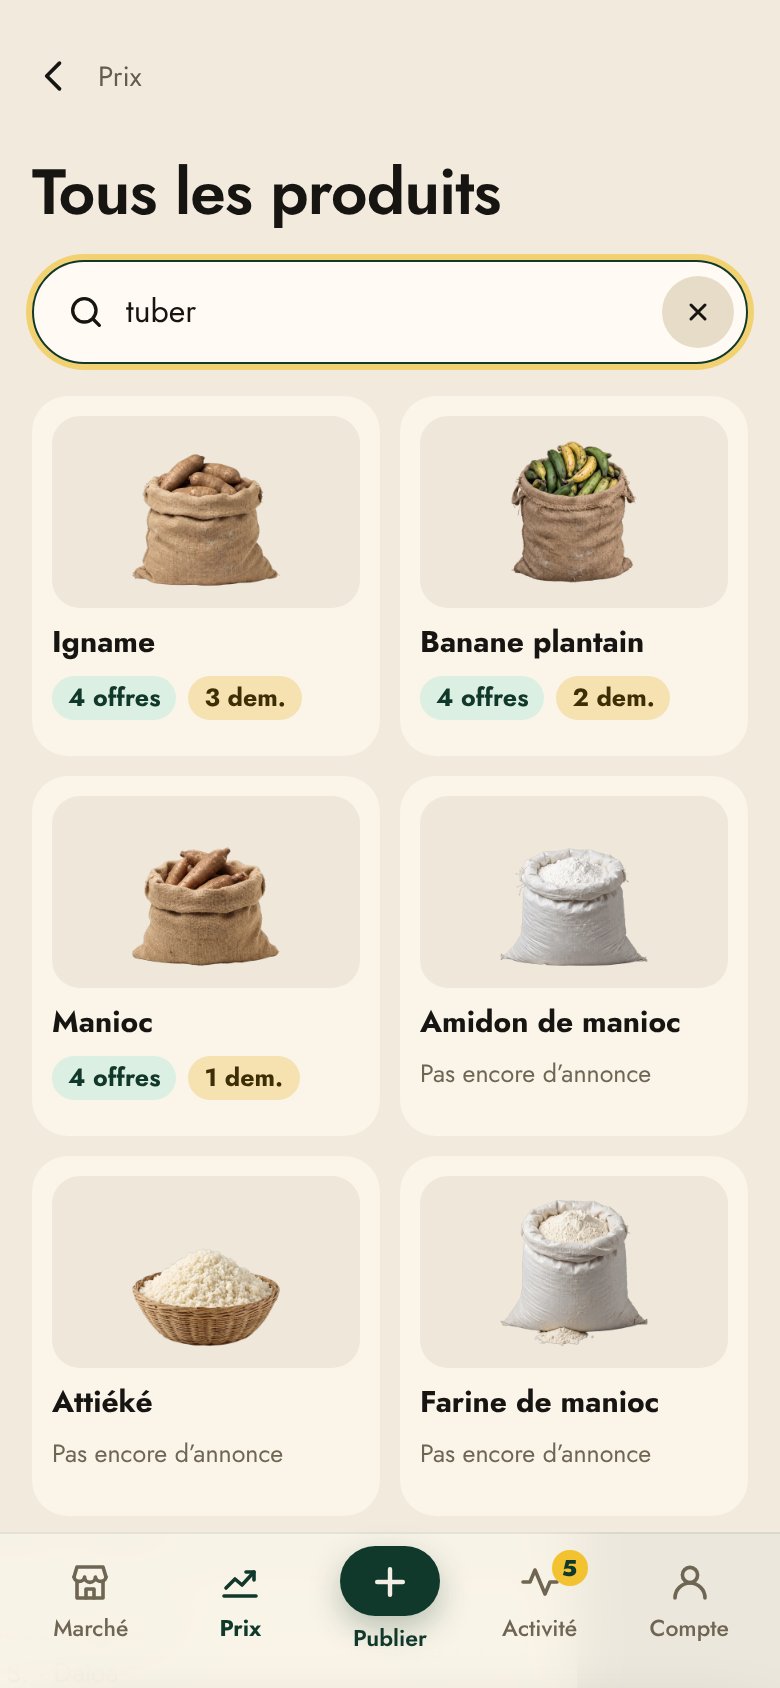 Prix
Tous les produits
tuber
Igname
4 offres 3 dem.
Banane plantain
4 offres 2 dem.
Manioc
4 offres 1 dem.
Amidon de manioc
Pas encore d’annonce
Attiéké
Pas encore d’annonce
Farine de manioc
Pas encore d’annonce
5
Marché Prix Publier Activité Compte